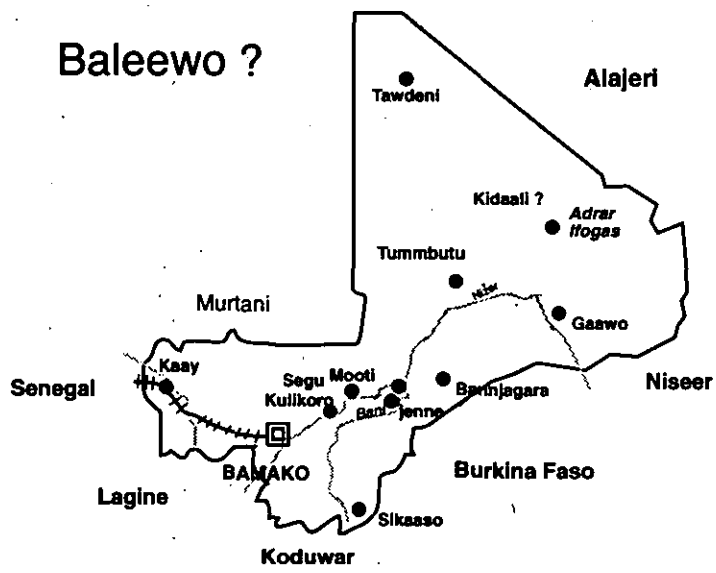 Baleewo ?
Alajeri
Tawdeni
Kidaali ?
Adrar
Ifogas
Tummbutu
Niger
Murtani
Gaawo
Kaay
Senegal
Segu
Mooti
Kulikoro
Bani
jenne
Bannjagara
Niseer
BAMAKO
Burkina Faso
Lagine
Sikaaso
Koduwar